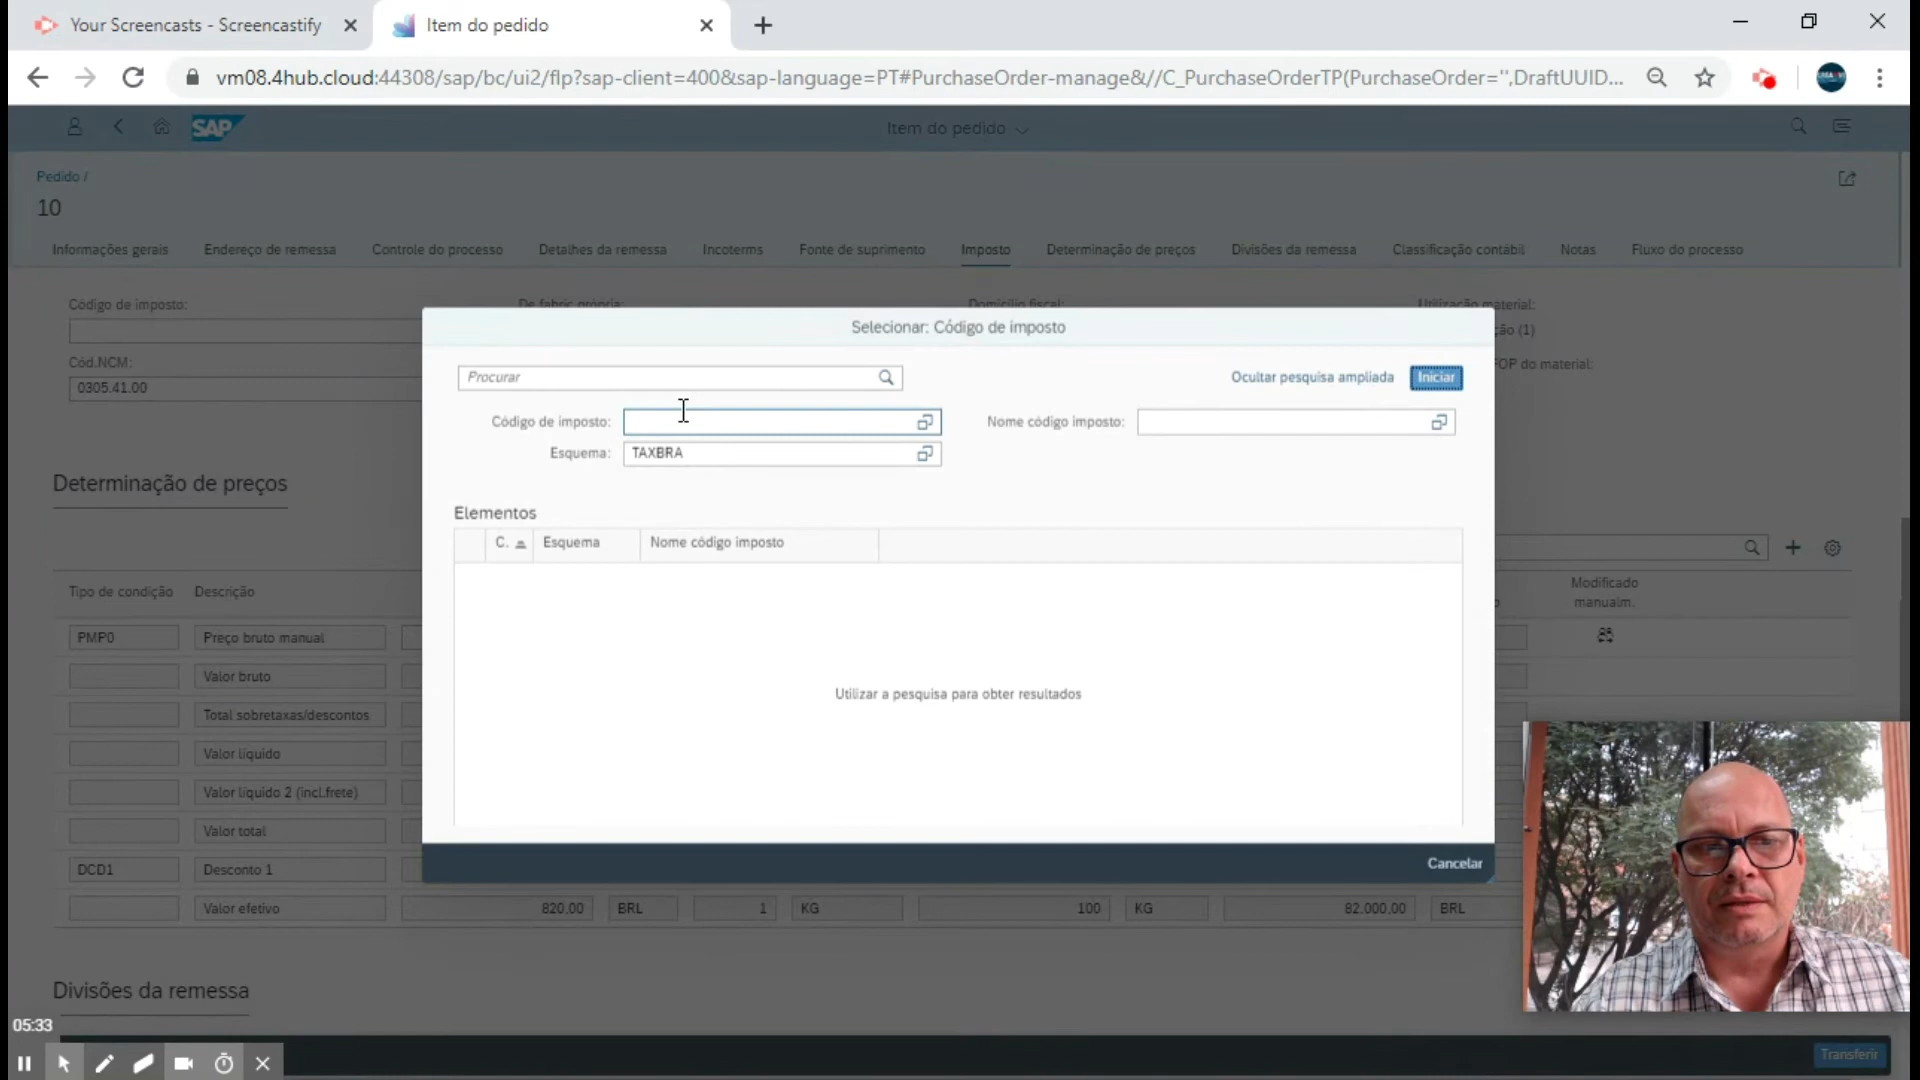 Your Screencasts - Screencastify
Item do pedido
vm08.4hub.cloud:44308/sap/bc/ui2/flp?sap-client=400&sap-language=PT#PurchaseOrder-manage&//C_PurchaseOrderTP(PurchaseOrder='',DraftUUID...
SAP
Item do pedido
Pedido /
10
Informações gerais
Endereço de remessa
Controle do processo
Detalhes da remessa
Incoterms
Fonte de suprimento
Imposto
Determinação de preços
Divisões da remessa
Classificação contábil
Notas
Fluxo do processo
Código de imposto:
De fabric.própria:
Domicílio fiscal:
Utilização material:
ção (1)
Cód.NCM:
FOP do material:
0305.41.00
Selecionar: Código de imposto
Procurar
Ocultar pesquisa ampliada
Iniciar
Código de imposto:
Nome código imposto:
Esquema:
TAXBRA
Elementos
C.
Esquema
Nome código imposto
Utilizar a pesquisa para obter resultados
Cancelar
Determinação de preços
Tipo de condição
Descrição
Modificado
manualm.
PMP0
Preço bruto manual
Valor bruto
Total sobretaxas/descontos
Valor líquido
Valor líquido 2 (incl.frete)
Valor total
DCD1
Desconto 1
Valor efetivo
820,00
BRL
1
KG
100
KG
82.000,00
BRL
Divisões da remessa
05:33
Transferir